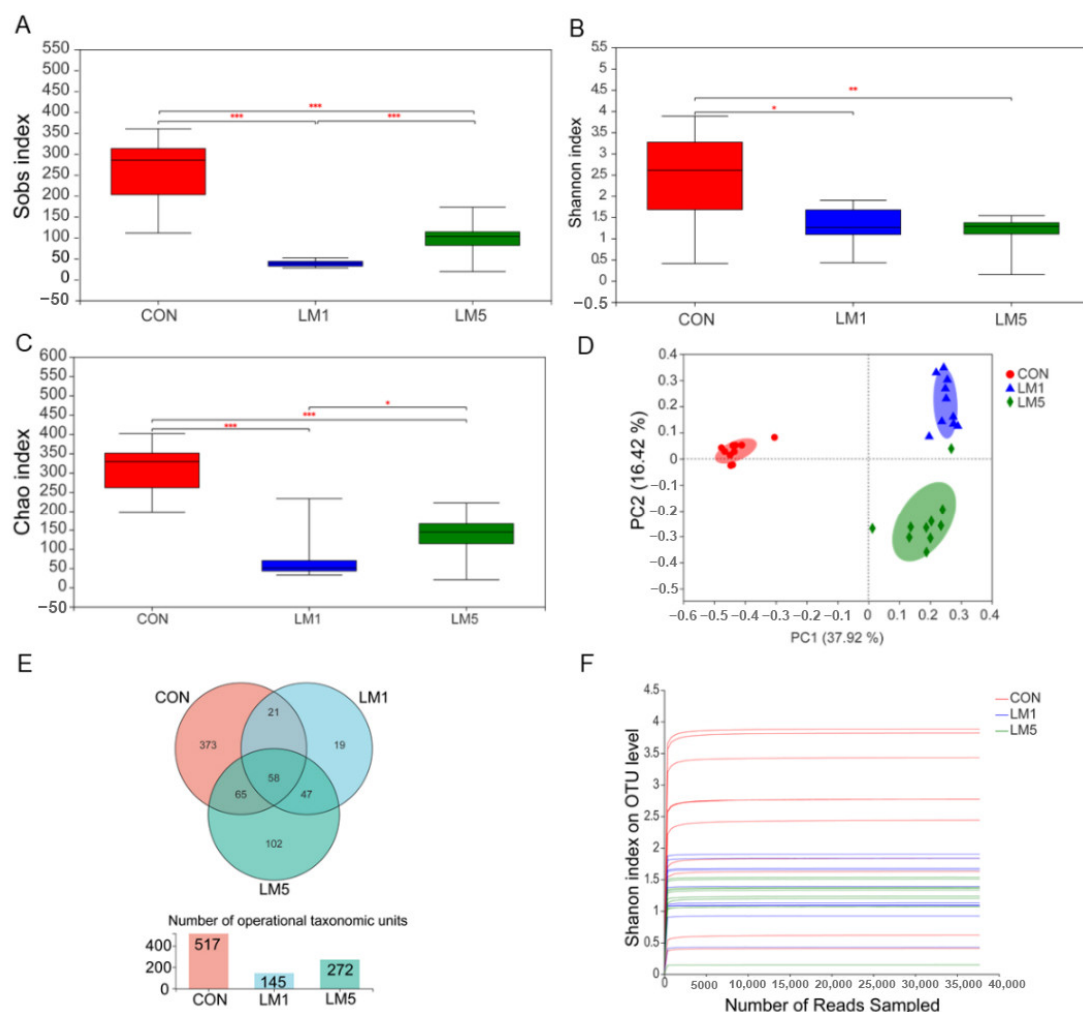 A
550
500
450
400
350
300
250
200
150
100
50
0
−50
Sobs index
***
***
***
CON
LM1
LM5
B
5.5
5
4.5
4
3.5
3
2.5
2
1.5
1
0.5
0
−0.5
Shannon index
**
*
CON
LM1
LM5
C
600
550
500
450
400
350
300
250
200
150
100
50
0
−50
Chao index
*
***
***
CON
LM1
LM5
D
0.4
0.3
0.2
0.1
0
−0.1
−0.2
−0.3
−0.4
−0.5
PC2 (16.42 %)
−0.6 −0.5 −0.4 −0.3 −0.2 −0.1 0 0.1 0.2 0.3 0.4
PC1 (37.92 %)
CON
LM1
LM5
E
CON
LM1
21
373
19
58
65
47
102
LM5
Number of operational taxonomic units
400
200
0
517
145
272
CON
LM1
LM5
F
4.5
4
3.5
3
2.5
2
1.5
1
0.5
0
Shanon index on OTU level
0 5000 10,000 15,000 20,000 25,000 30,000 35,000 40,000
Number of Reads Sampled
CON
LM1
LM5